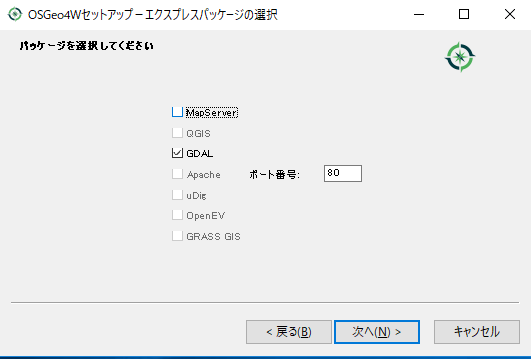 OSGeo4Wセットアップ－エクスプレスパッケージの選択
パッケージを選択してください
MapServer
QGIS
GDAL
Apache ポート番号: 80
uDig
OpenEV
GRASS GIS
< 戻る(B) 次へ(N) > キャンセル